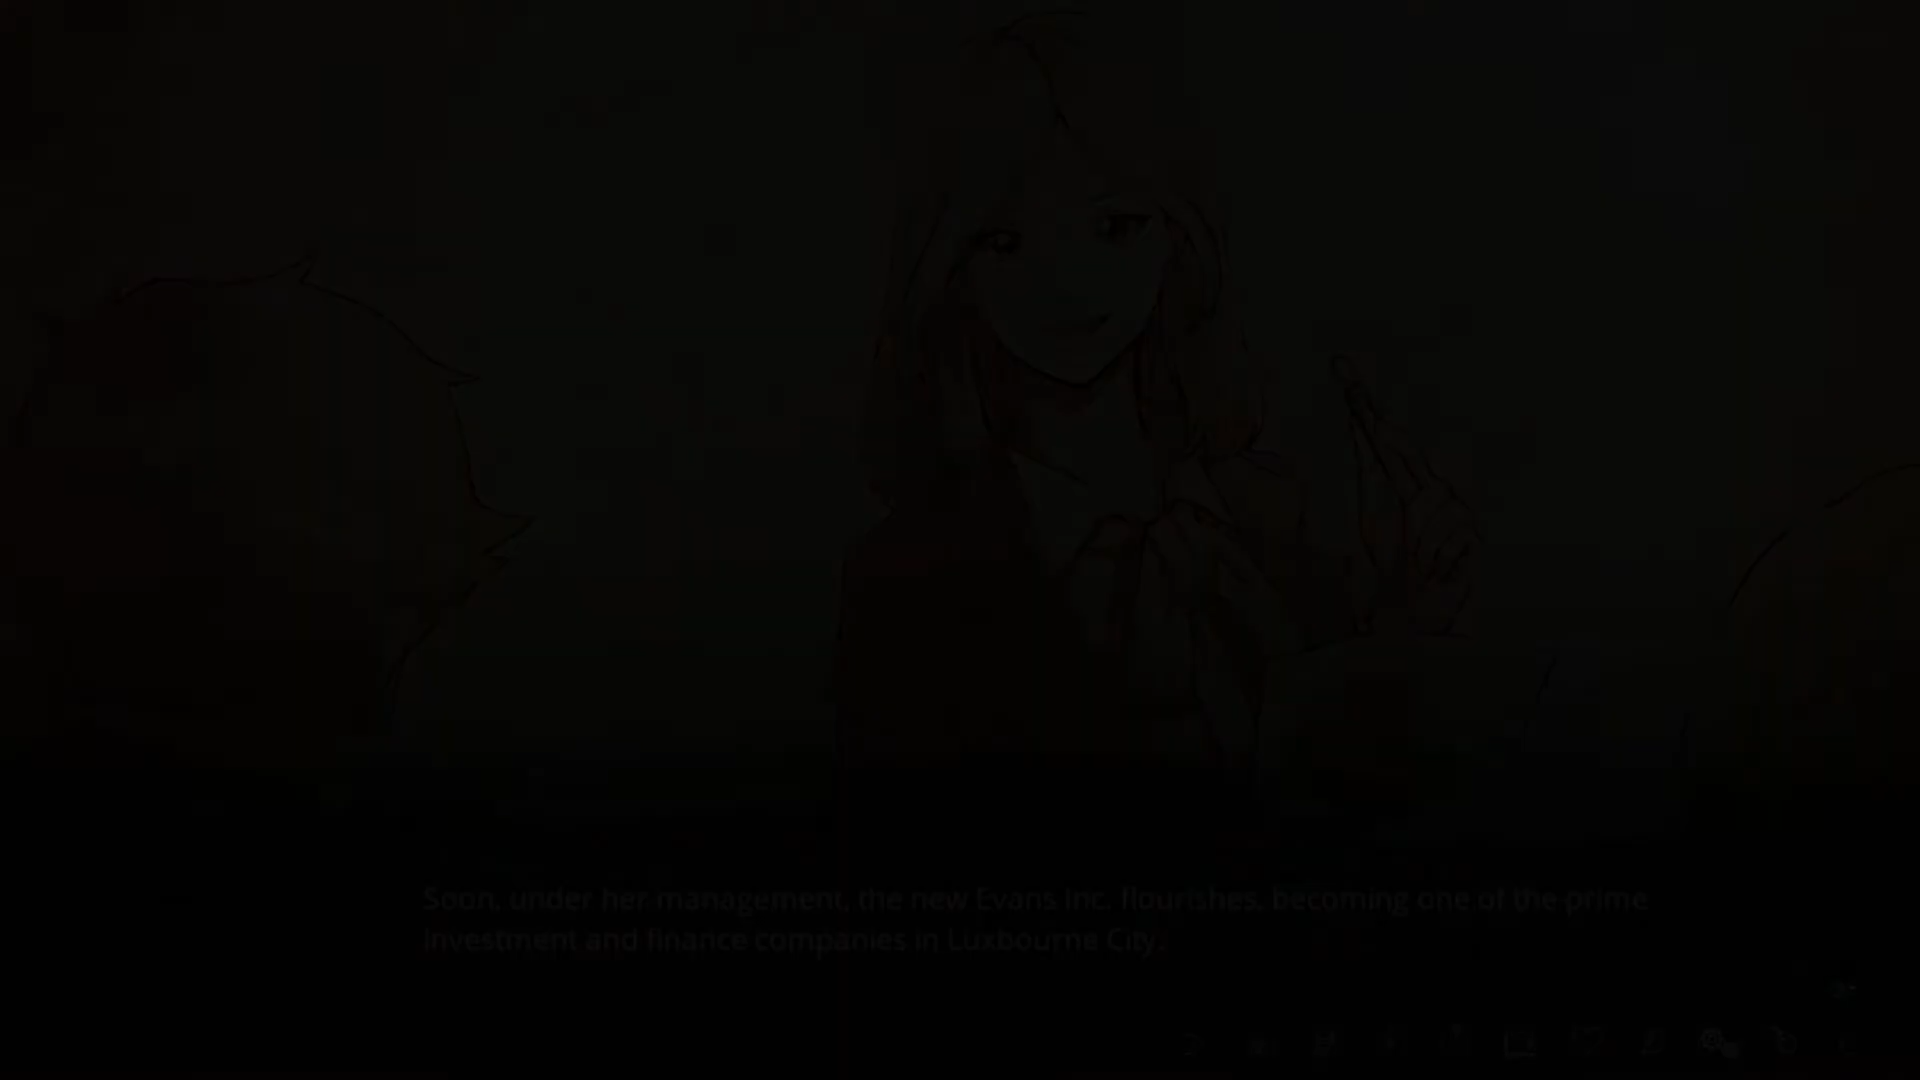 Soon, under her management, the new Evans Inc. flourishes, becoming one of the prime
investment and finance companies in Luxbourne City.